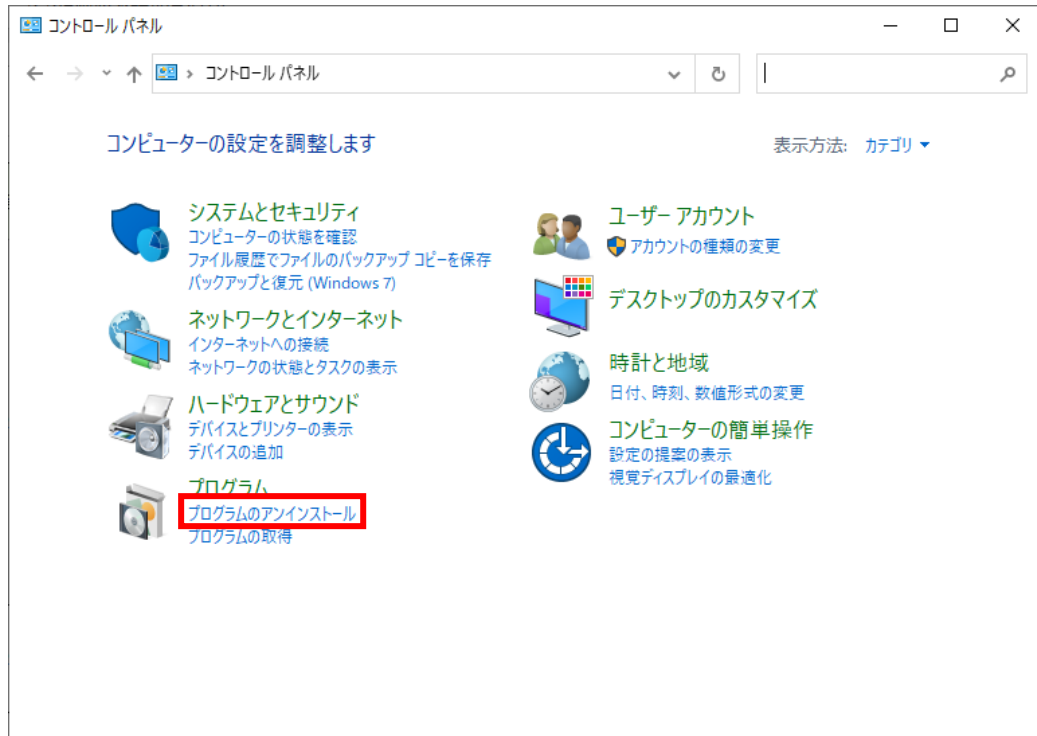 コントロール パネル
コントロール パネル
コンピューターの設定を調整します
表示方法: カテゴリ
システムとセキュリティ
コンピューターの状態を確認
ファイル履歴でファイルのバックアップ コピーを保存
バックアップと復元 (Windows 7)
ネットワークとインターネット
インターネットへの接続
ネットワークの状態とタスクの表示
ハードウェアとサウンド
デバイスとプリンターの表示
デバイスの追加
プログラム
プログラムのアンインストール
プログラムの取得
ユーザー アカウント
アカウントの種類の変更
デスクトップのカスタマイズ
時計と地域
日付、時刻、数値形式の変更
コンピューターの簡単操作
設定の提案の表示
視覚ディスプレイの最適化